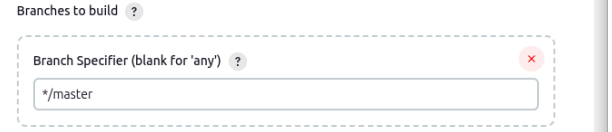 Branches to build ?
Branch Specifier (blank for 'any') ?
*/master